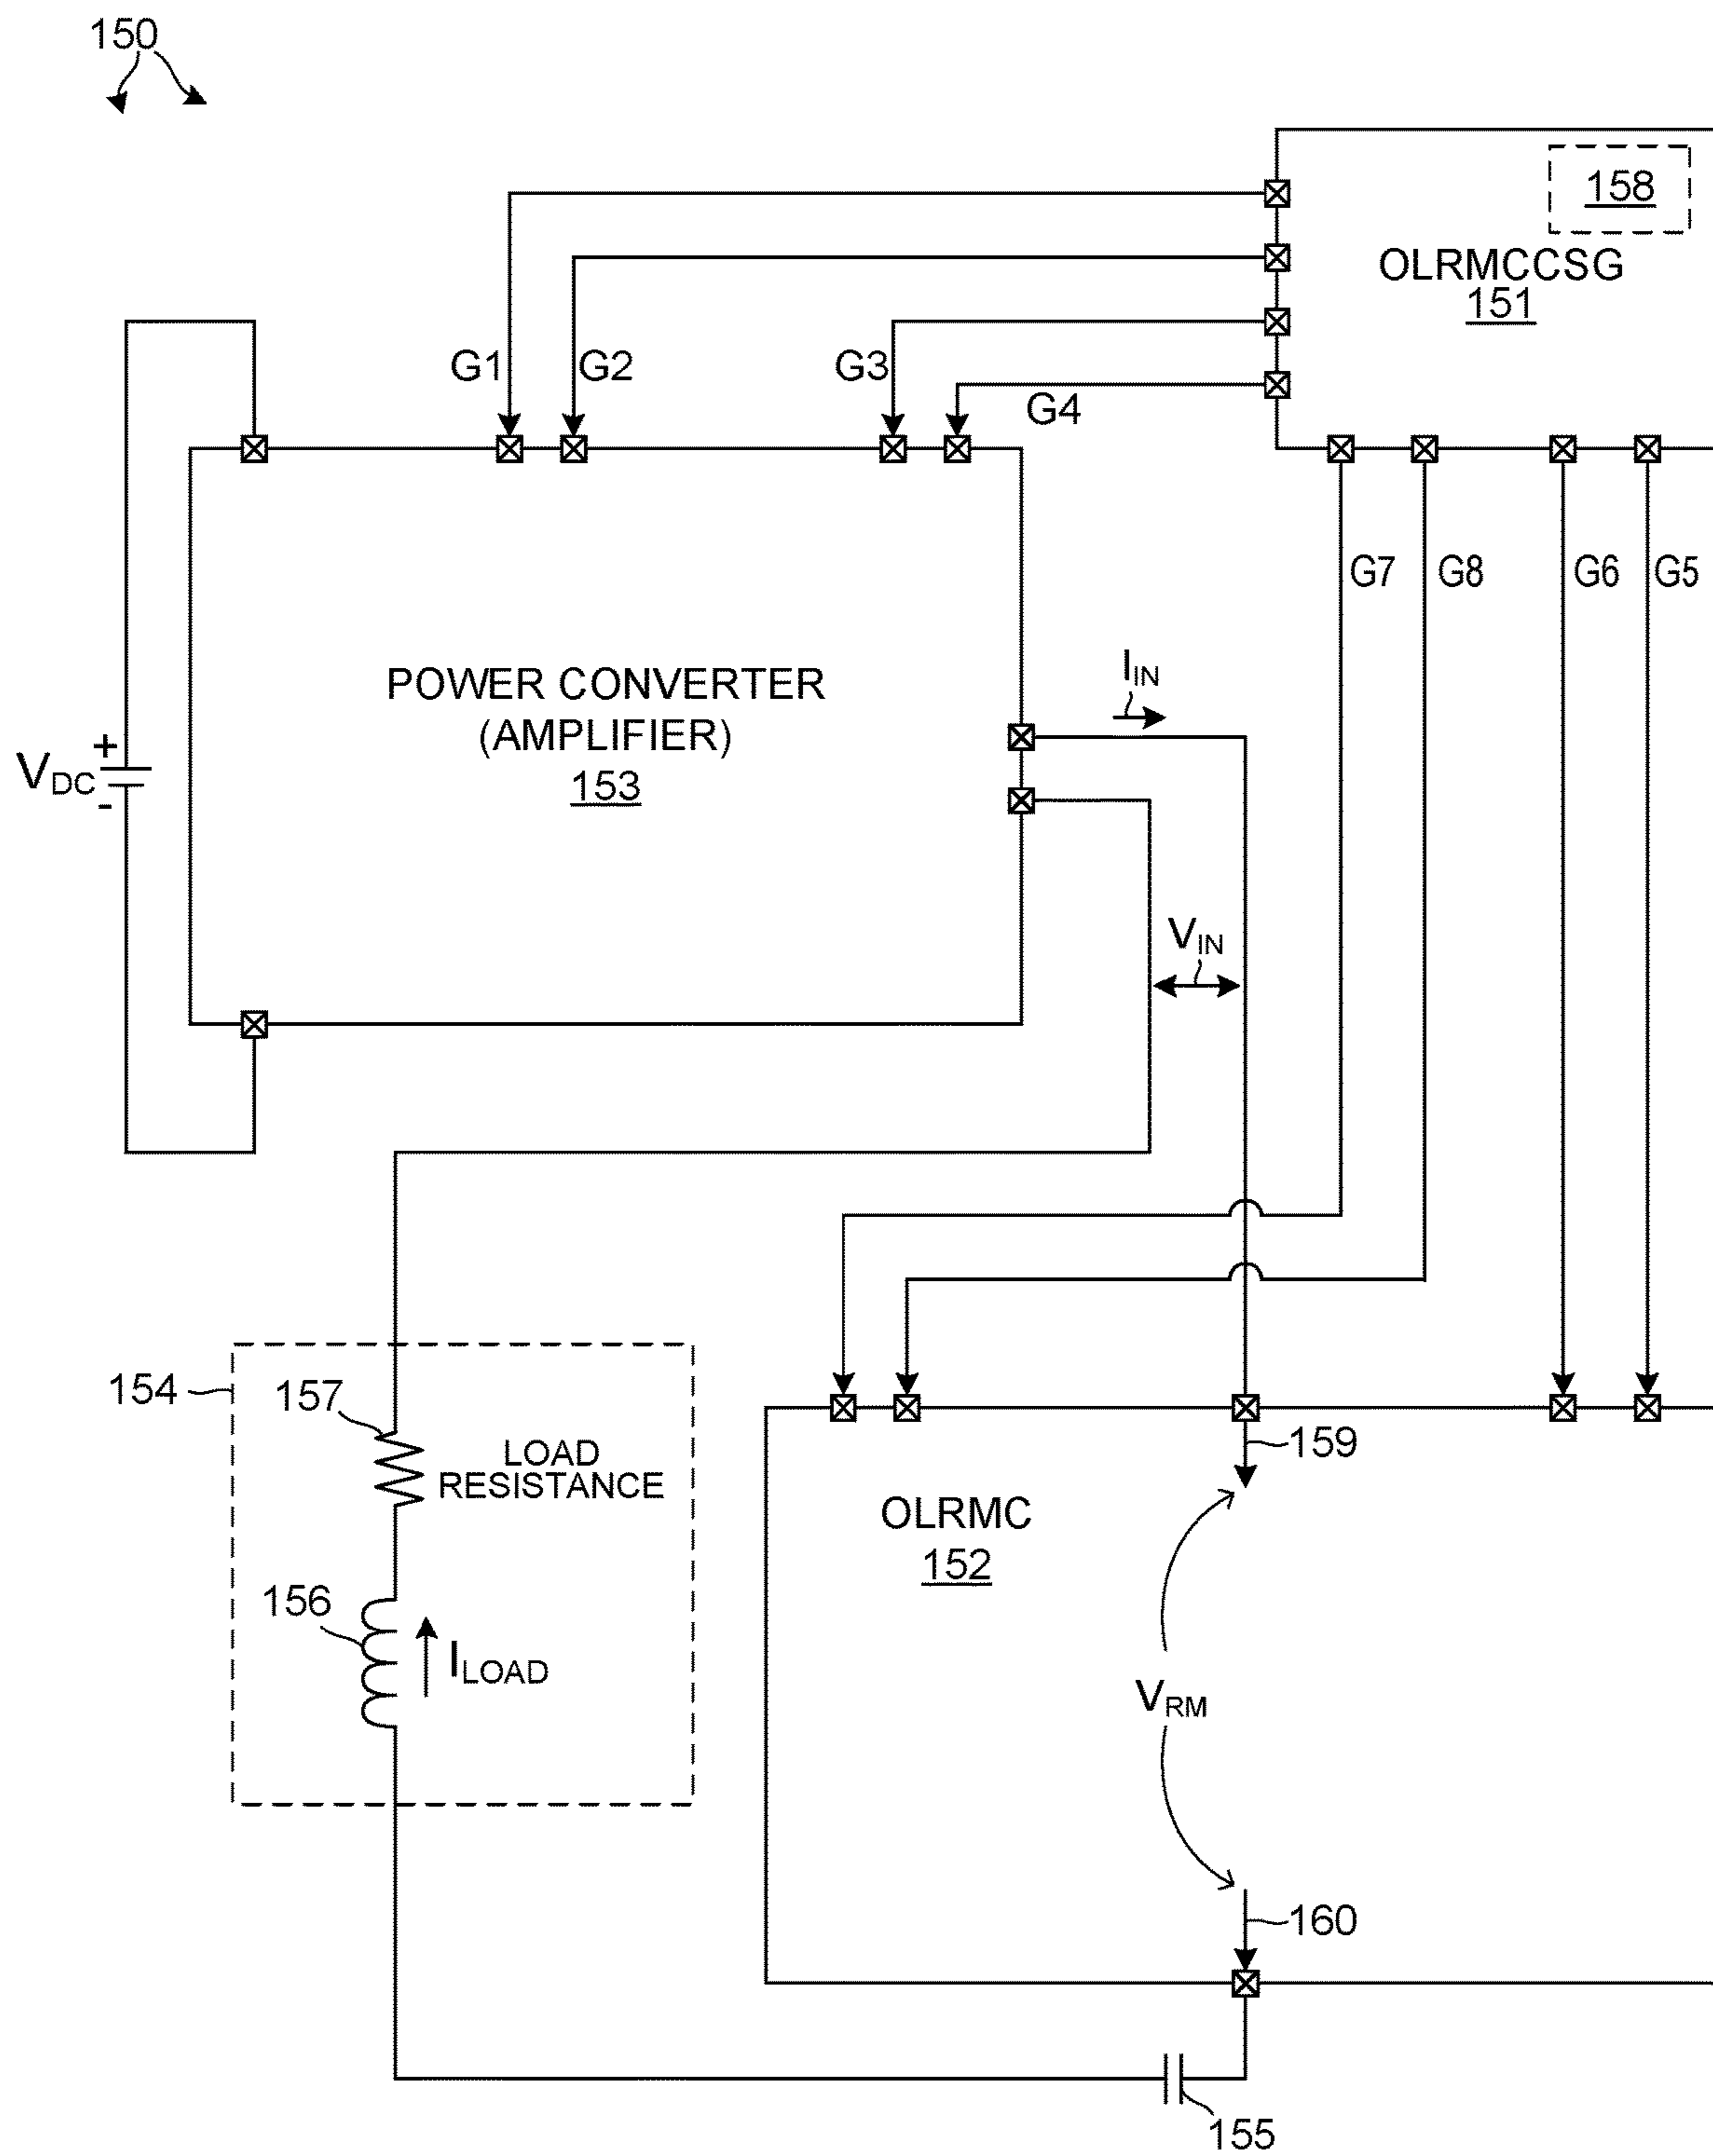 150
158
OLRMCCSG
151
G1
G2
G3
G4
G7
G8
G6
G5
POWER CONVERTER
(AMPLIFIER)
153
IIN
+
VDC
-
VIN
154
157
LOAD
RESISTANCE
159
OLRMC
152
156
ILOAD
VRM
160
155